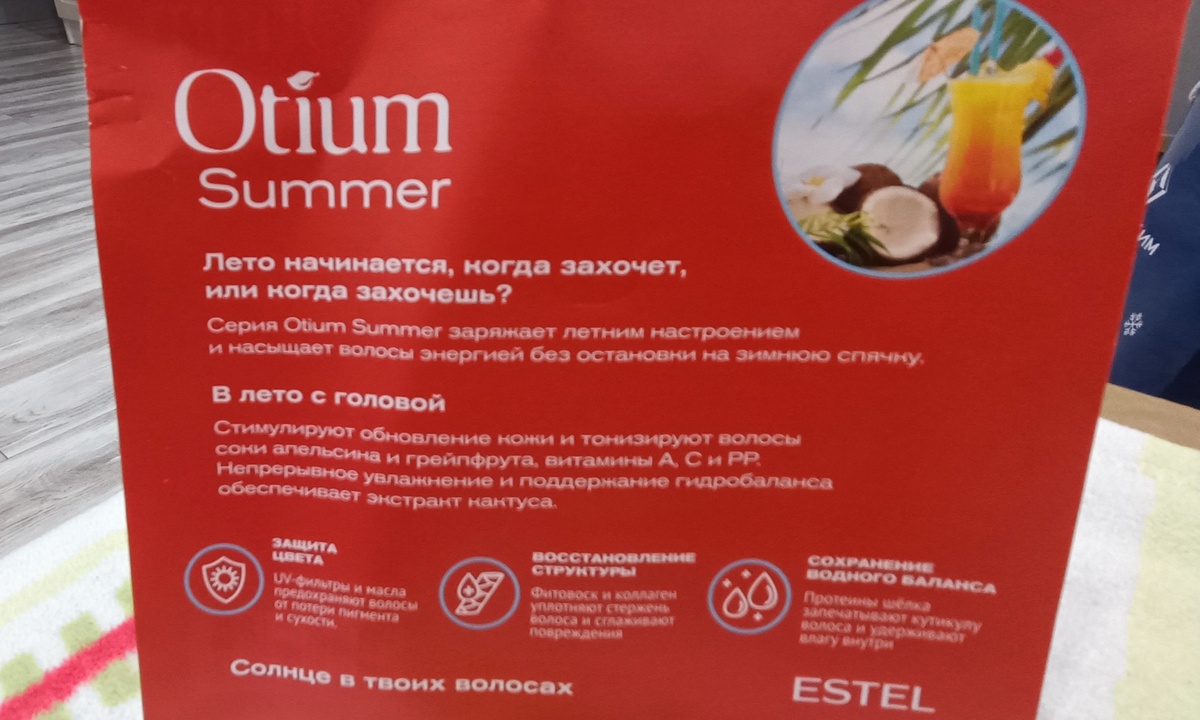 Otium
Summer
Лето начинается, когда захочет,
или когда захочешь?
Серия Otium Summer заряжает летним настроением
и насыщает волосы энергией без остановки на зимнюю спячку.
В лето с головой
Стимулируют обновление кожи и тонизируют волосы
соки апельсина и грейпфрута, витамины А, С и РР.
Непрерывное увлажнение и поддержание гидробаланса
обеспечивает экстракт кактуса.
ЗАЩИТА
ЦВЕТА
UV-фильтры и масла
предохраняют волосы
от потери пигмента
и сухости.
ВОССТАНОВЛЕНИЕ
СТРУКТУРЫ
Фитовоск и коллаген
уплотняют стержень
волоса и сглаживают
повреждения
СОХРАНЕНИЕ
ВОДНОГО БАЛАНСА
Протеины шёлка
запечатывают кутикулу
волоса и удерживают
влагу внутри
Солнце в твоих волосах
ESTEL